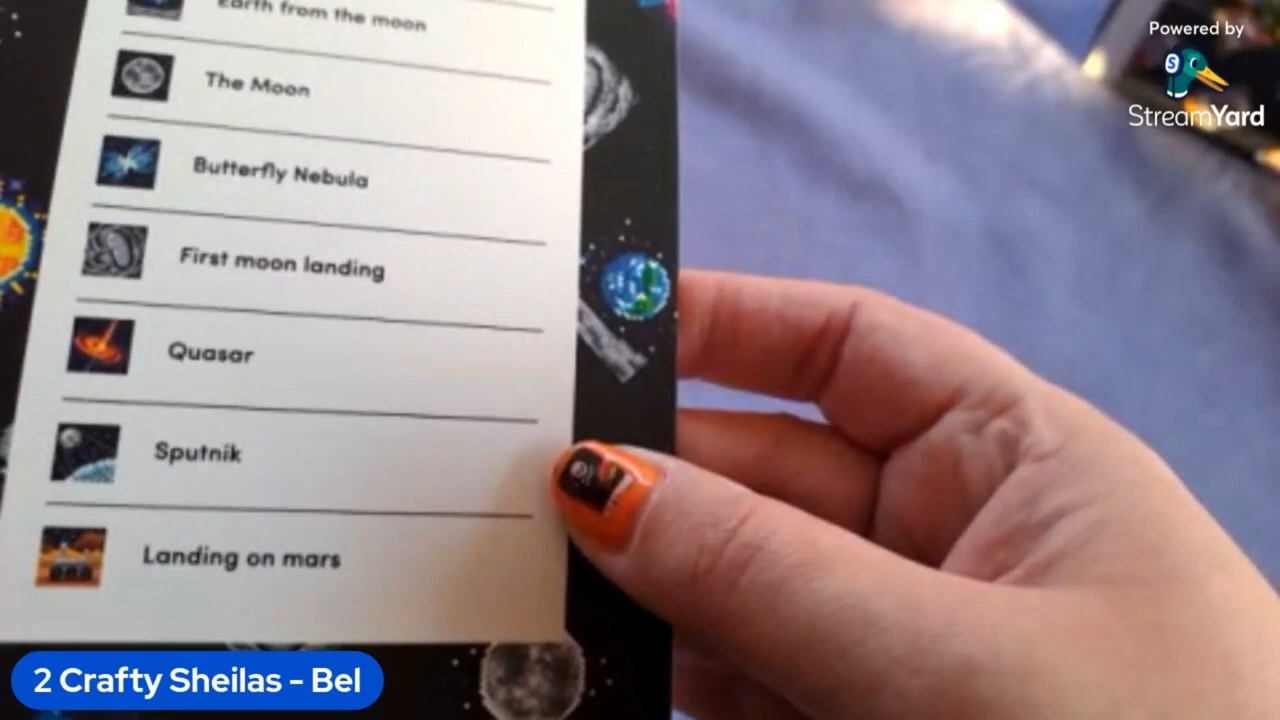 Earth from the moon
The Moon
Butterfly Nebula
First moon landing
Quasar
Sputnik
Landing on mars
Powered by
StreamYard
2 Crafty Sheilas - Bel